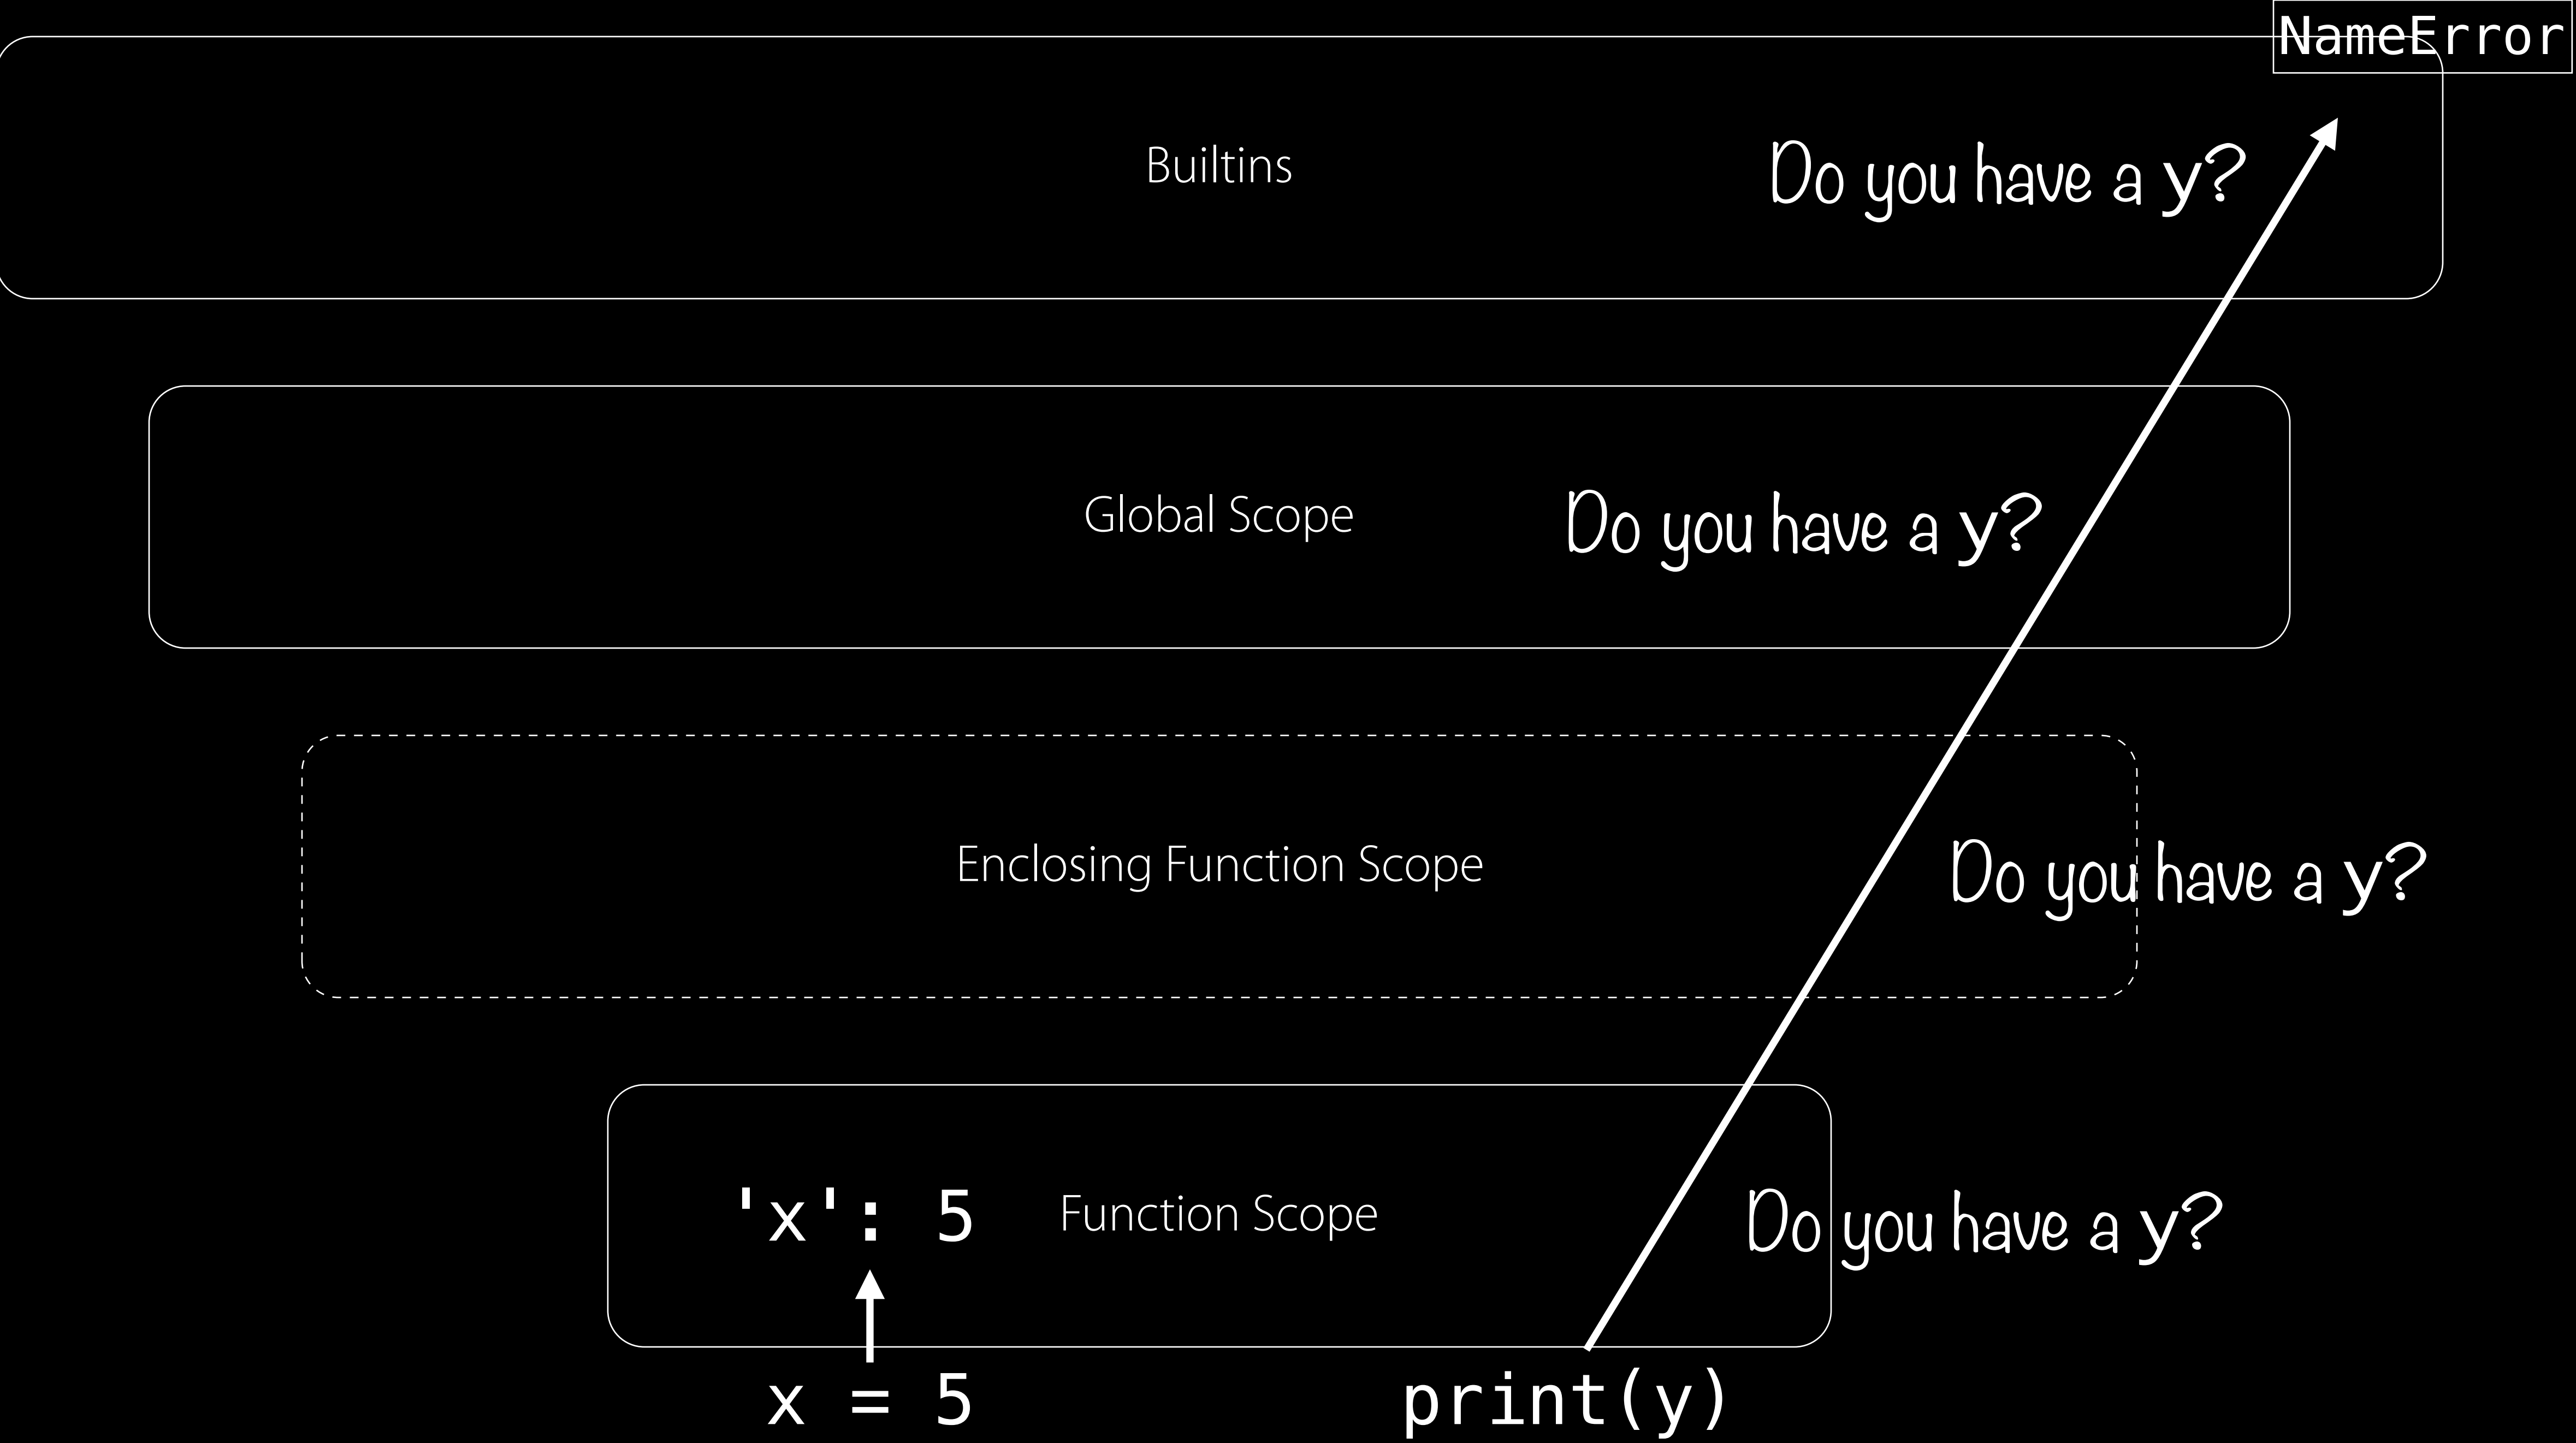 NameError
Builtins
Do you have a y?
Global Scope
Do you have a y?
Enclosing Function Scope
Do you have a y?
'x': 5
Function Scope
Do you have a y?
x = 5
print(y)